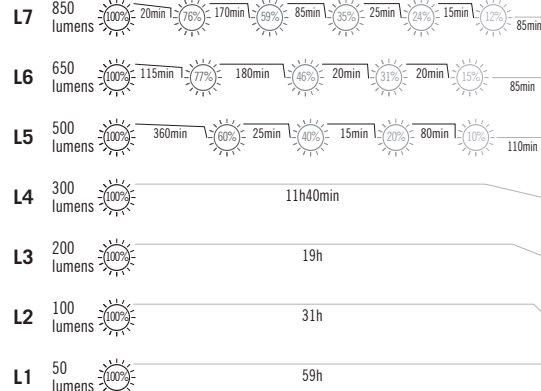 L7 850 lumens 100% 20min 76% 170min 59% 85min 35% 25min 24% 15min 12% 85min
L6 650 lumens 100% 115min 77% 180min 46% 20min 31% 20min 15% 85min
L5 500 lumens 100% 360min 60% 25min 40% 15min 20% 80min 10% 110min
L4 300 lumens 100% 11h40min
L3 200 lumens 100% 19h
L2 100 lumens 100% 31h
L1 50 lumens 100% 59h